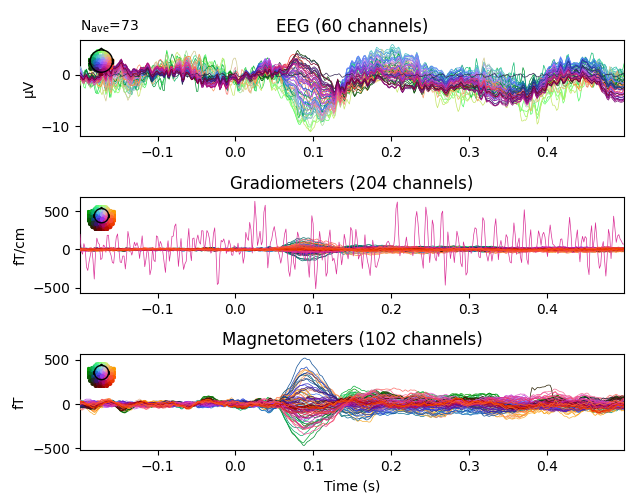 Nave=73
EEG (60 channels)
µV
0
−10
−0.1 0.0 0.1 0.2 0.3 0.4
Gradiometers (204 channels)
fT/cm
500
0
−500
−0.1 0.0 0.1 0.2 0.3 0.4
Magnetometers (102 channels)
fT
500
0
−500
−0.1 0.0 0.1 0.2 0.3 0.4
Time (s)